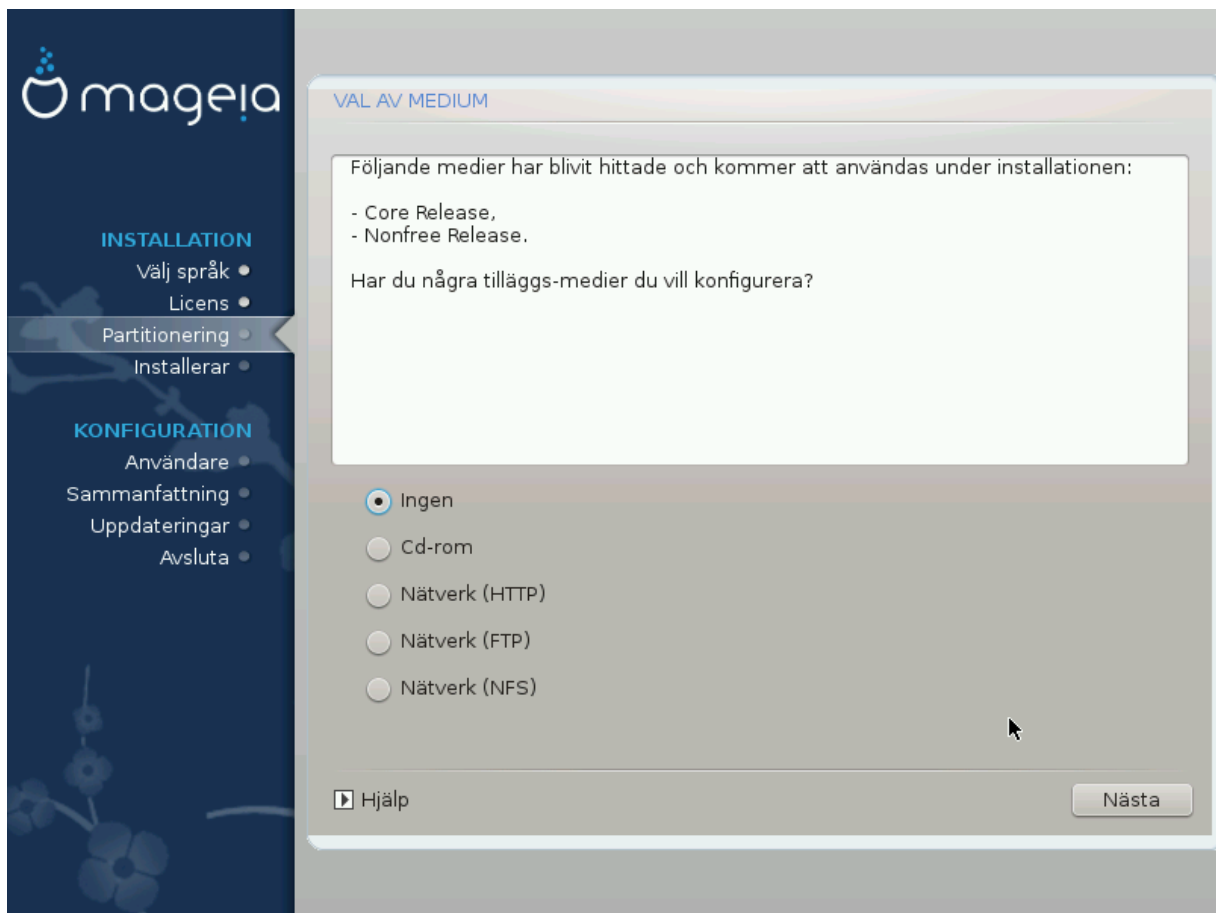 mageia
INSTALLATION
Välj språk
Licens
Partitionering
Installerar
KONFIGURATION
Användare
Sammanfattning
Uppdateringar
Avsluta
VAL AV MEDIUM
Följande medier har blivit hittade och kommer att användas under installationen:
- Core Release,
- Nonfree Release.
Har du några tilläggs-medier du vill konfigurera?
Ingen
Cd-rom
Nätverk (HTTP)
Nätverk (FTP)
Nätverk (NFS)
Hjälp
Nästa